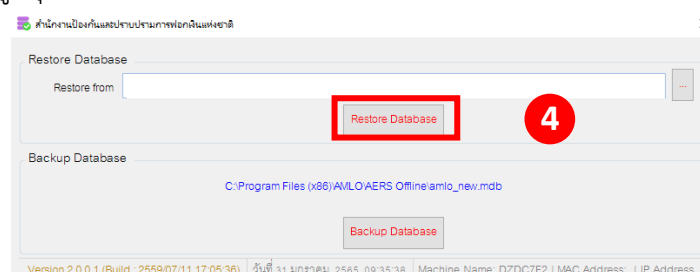 สำนักงานป้องกันและปราบปรามการฟอกเงินแห่งชาติ
Restore Database
Restore from
...
Restore Database
4
Backup Database
C:\Program Files (x86)\AMLO\AERS Offline\amlo_new.mdb
Backup Database
Version 2.0.0.1 (Build : 2559/07/11 17:05:36) วันที่ 31 มกราคม 2565 09:35:38 Machine Name: DZDC7F2 | MAC Address: | IP Address